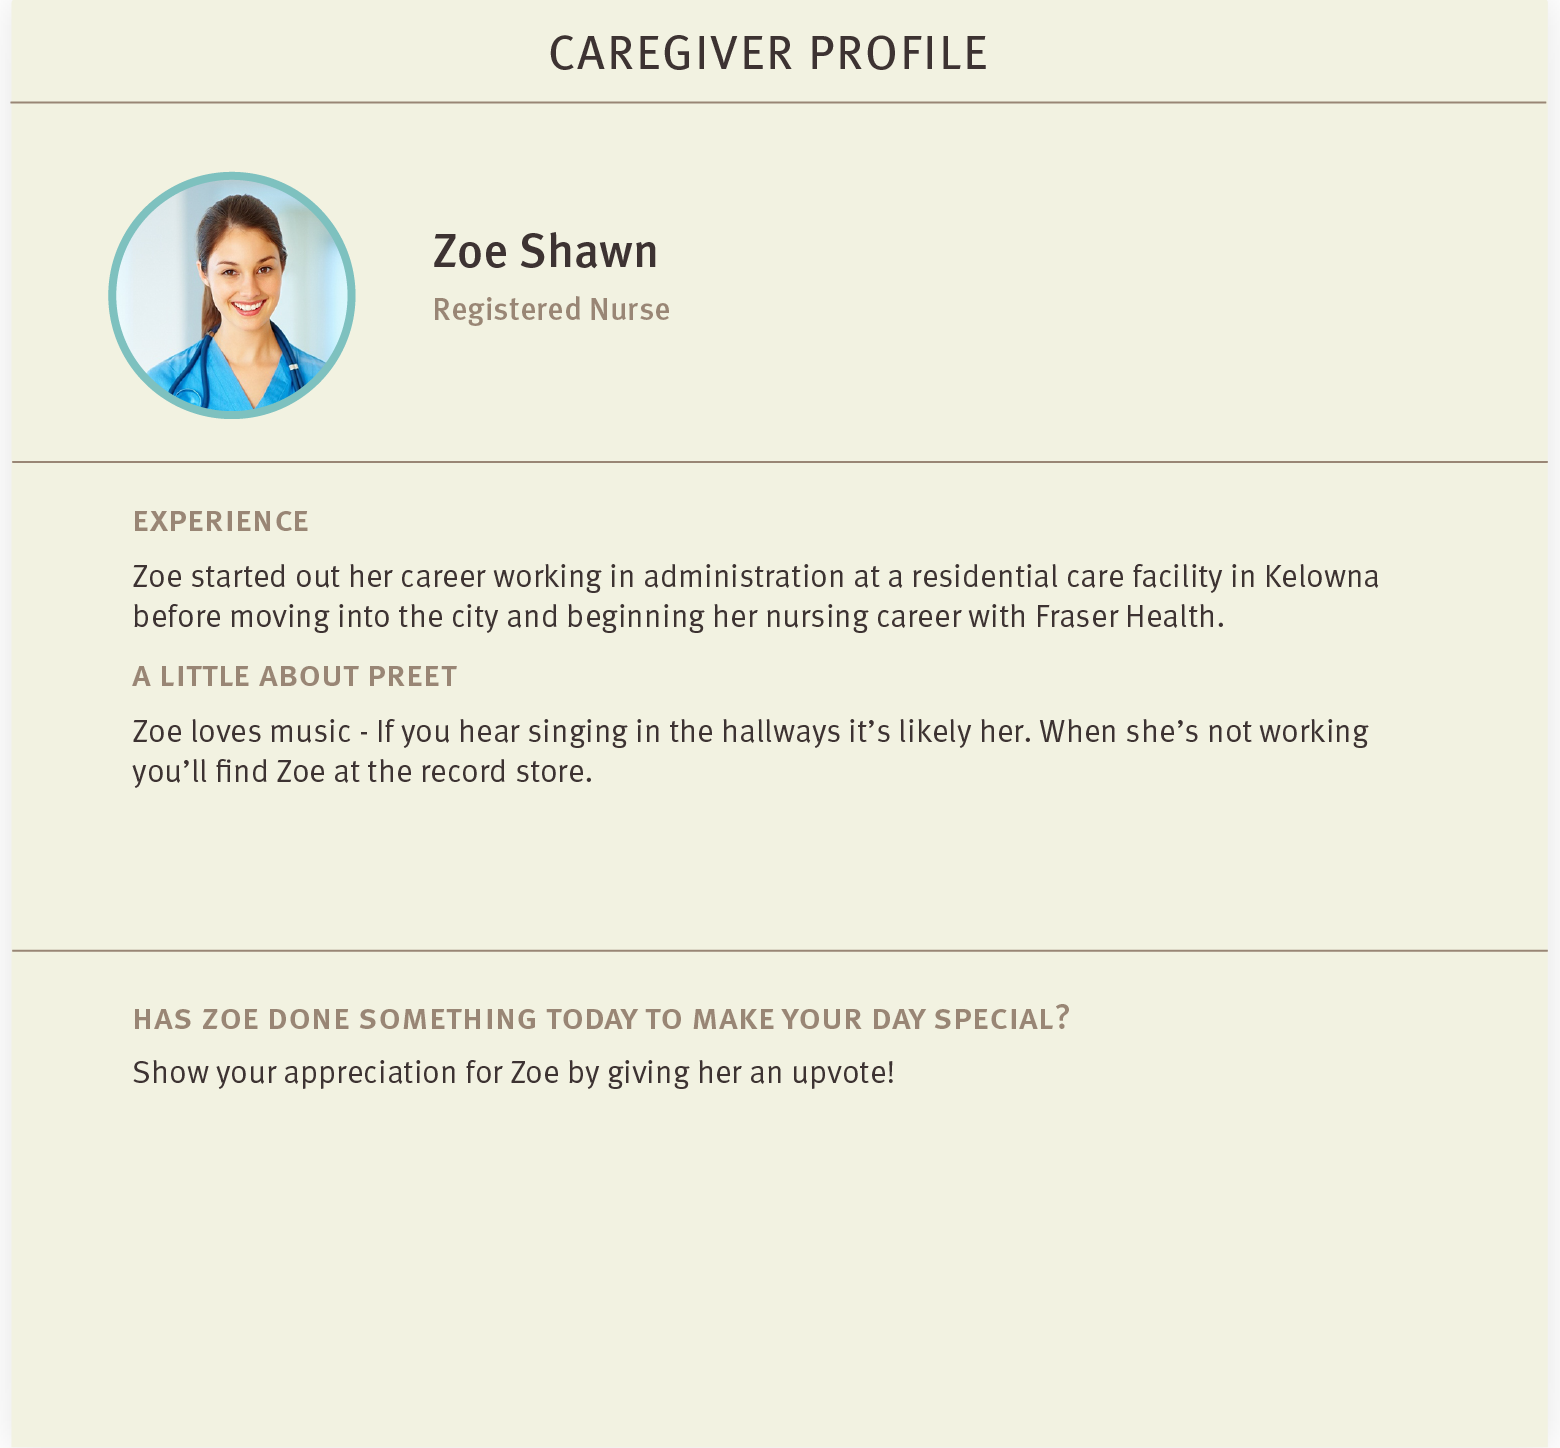 CAREGIVER PROFILE
Zoe Shawn
Registered Nurse
EXPERIENCE
Zoe started out her career working in administration at a residential care facility in Kelowna
before moving into the city and beginning her nursing career with Fraser Health.
A LITTLE ABOUT PREET
Zoe loves music - If you hear singing in the hallways it’s likely her. When she’s not working
you’ll find Zoe at the record store.
HAS ZOE DONE SOMETHING TODAY TO MAKE YOUR DAY SPECIAL?
Show your appreciation for Zoe by giving her an upvote!